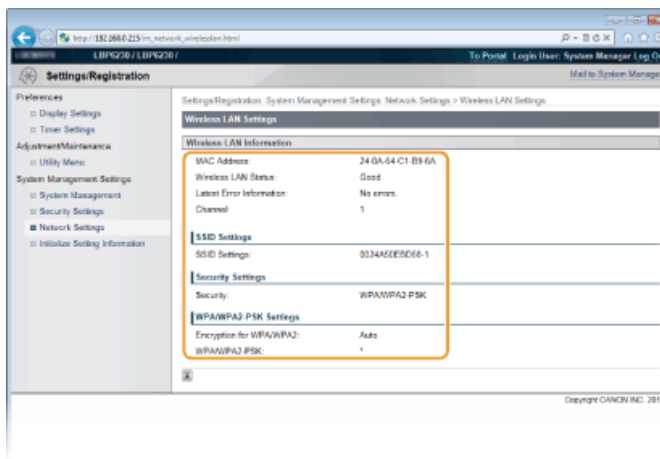 http://192.168.0.215/m_network_wirelesslan.html
LBP6230 / LBP6230 /
To Portal Login User: System Manager Log O
Settings/Registration
Mail to System Manage
Preferences
Display Settings
Timer Settings
Adjustment/Maintenance
Utility Menu
System Management Settings
System Management
Security Settings
Network Settings
Initialize Setting Information
Settings/Registration: System Management Settings: Network Settings > Wireless LAN Settings
Wireless LAN Settings
Wireless LAN Information
MAC Address: 24-0A-64-C1-B9-6A
Wireless LAN Status: Good
Latest Error Information: No errors.
Channel: 1
SSID Settings
SSID Settings:
Security Settings
Security: WPA/WPA2-PSK
WPA/WPA2-PSK Settings
Encryption for WPA/WPA2: Auto
WPA/WPA2-PSK: *
Copyright CANON INC. 201